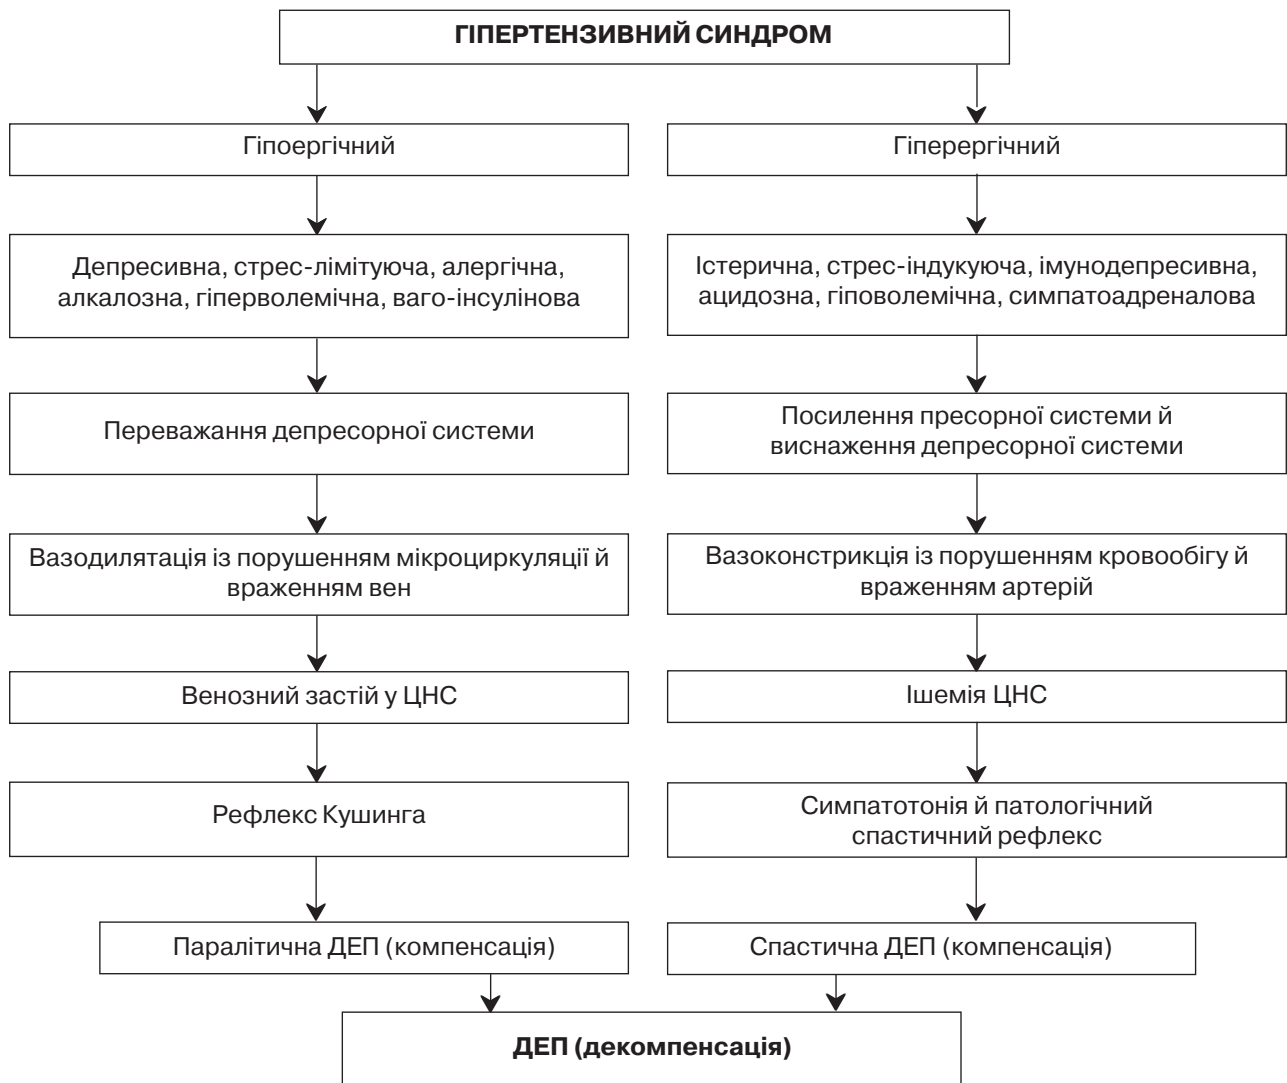 ГІПЕРТЕНЗИВНИЙ СИНДРОМ
Гіпоергічний
Гіперергічний
Депресивна, стрес-лімітуюча, алергічна,
алкалозна, гіперволемічна, ваго-інсулінова
Істерична, стрес-індукуюча, імунодепресивна,
ацидозна, гіповолемічна, симпатоадреналова
Переважання депресорної системи
Посилення пресорної системи й
виснаження депресорної системи
Вазодилятація із порушенням мікроциркуляції й
враженням вен
Вазоконстрикція із порушенням кровообігу й
враженням артерій
Венозний застій у ЦНС
Ішемія ЦНС
Рефлекс Кушинга
Симпатотонія й патологічний
спастичний рефлекс
Паралітична ДЕП (компенсація)
Спастична ДЕП (компенсація)
ДЕП (декомпенсація)